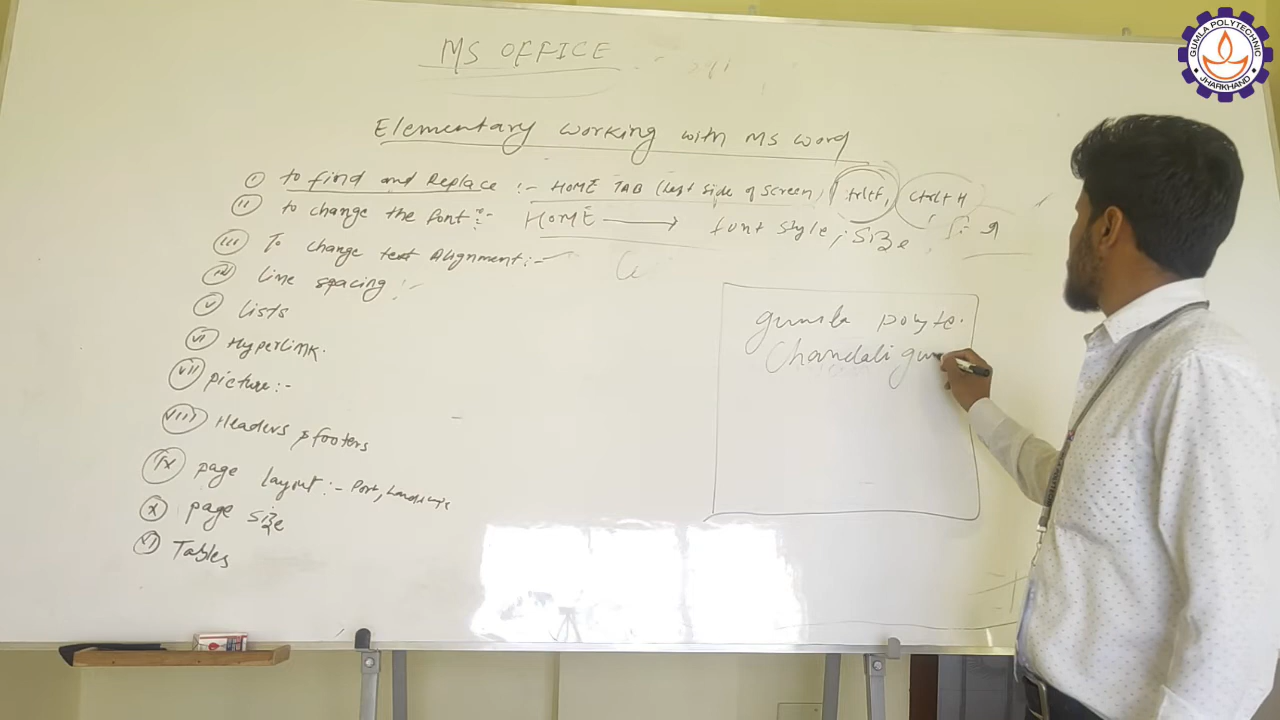 MS OFFICE
Elementary working with MS word
i to find and Replace :- HOME TAB (left side of screen) Ctrl+F, Ctrl+H
ii to change the font :- HOME → font style, size,
iii To change text Alignment :-
iv Line spacing :-
v Lists
vi Hyperlink.
vii picture :-
viii Headers footers
ix page layout :- Port,
x page size
xi Tables
gumla polyte.
Chandali gu
GUMLA POLYTECHNIC
JHARKHAND